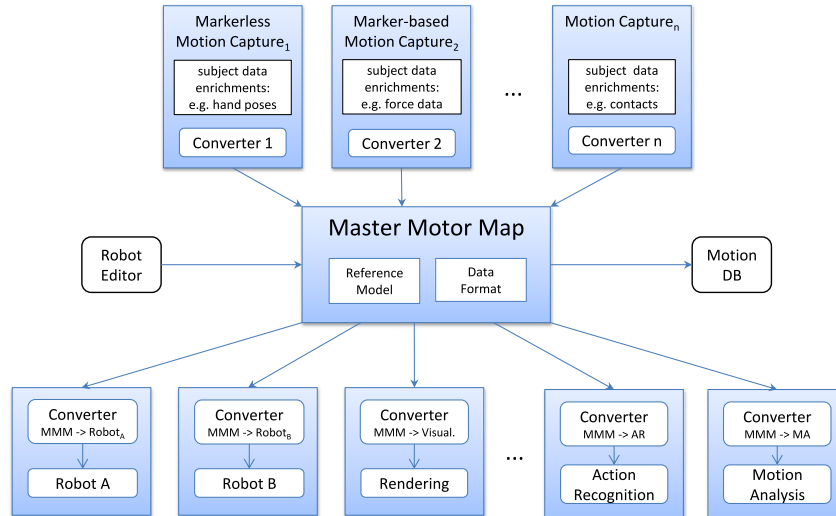 Markerless
Motion Capture₁
subject data
enrichments:
e.g. hand poses
Converter 1
Marker-based
Motion Capture₂
subject data
enrichments:
e.g. force data
Converter 2
...
Motion Captureₙ
subject data
enrichments:
e.g. contacts
Converter n
Robot
Editor
Master Motor Map
Reference
Model
Data
Format
Motion
DB
Converter
MMM -> Robot_A
Robot A
Converter
MMM -> Robot_B
Robot B
Converter
MMM -> Visual.
Rendering
...
Converter
MMM -> AR
Action
Recognition
Converter
MMM -> MA
Motion
Analysis